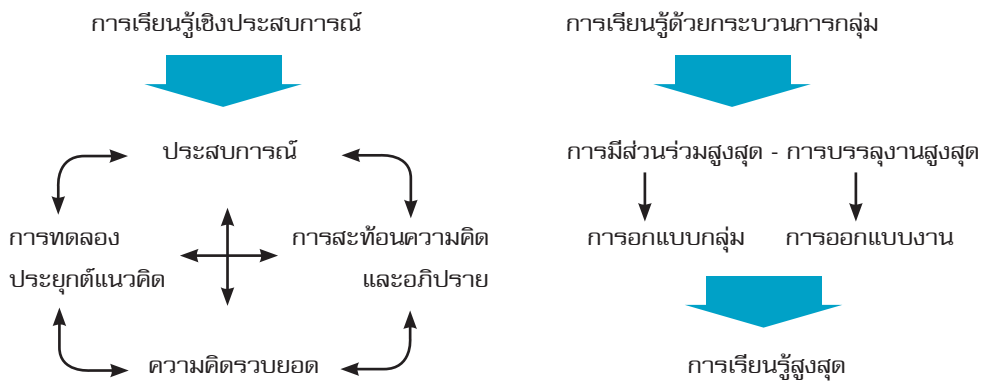 การเรียนรู้เชิงประสบการณ์
ประสบการณ์
การทดลอง
ประยุกต์แนวคิด
การสะท้อนความคิด
และอภิปราย
ความคิดรวบยอด
การเรียนรู้ด้วยกระบวนการกลุ่ม
การมีส่วนร่วมสูงสุด - การบรรลุงานสูงสุด
การอกแบบกลุ่ม
การออกแบบงาน
การเรียนรู้สูงสุด